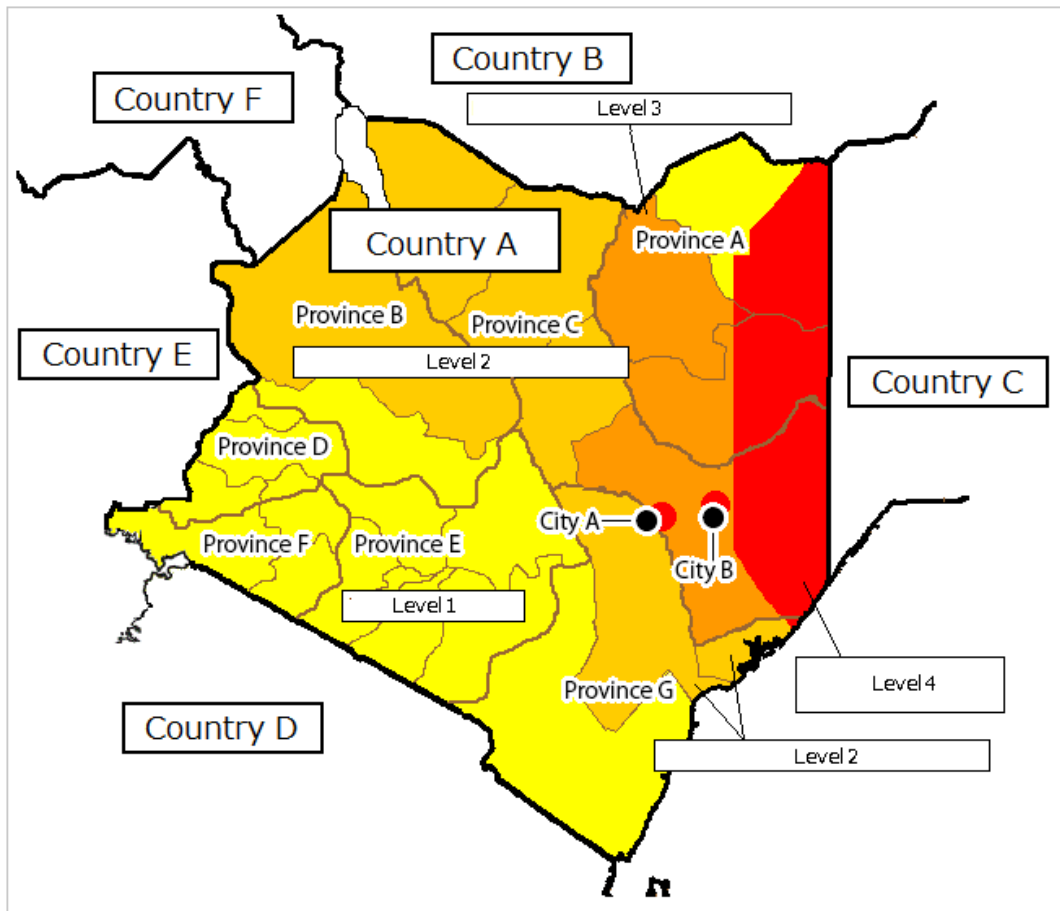 Country B
Country F
Level 3
Country A
Province A
Province B
Province C
Country E
Level 2
Country C
Province D
City A
Province F
Province E
City B
Level 1
Province G
Level 4
Country D
Level 2